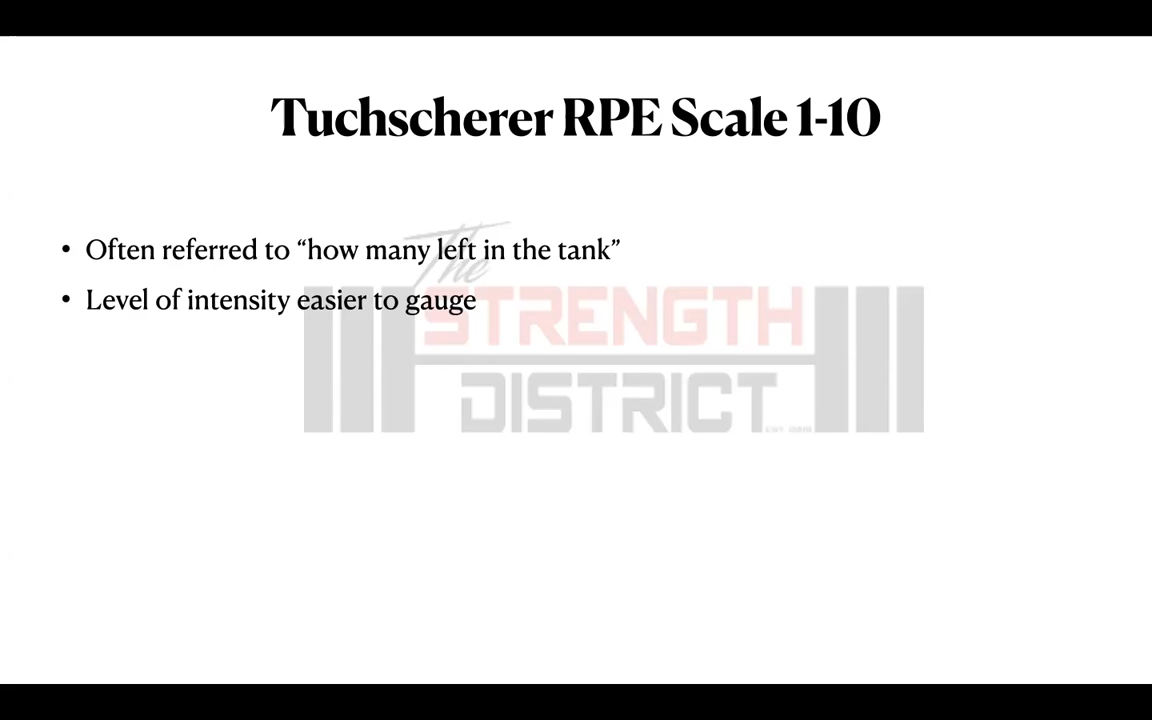 Tuchscherer RPE Scale 1-10
• Often referred to “how many left in the tank”
• Level of intensity easier to gauge
The
STRENGTH
DISTRICT